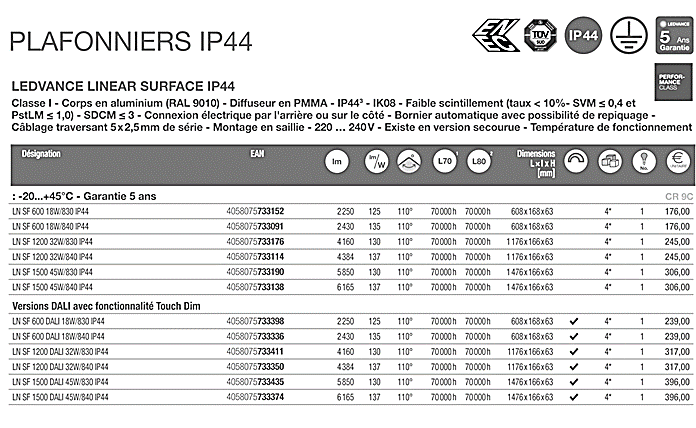 PLAFONNIERS IP44
ENEC
TÜV
SÜD
IP44
LEDVANCE
5 Ans
Garantie
PERFOR-
MANCE
CLASS
LEDVANCE LINEAR SURFACE IP44
Classe I - Corps en aluminium (RAL 9010) - Diffuseur en PMMA - IP44³ - IK08 - Faible scintillement (taux < 10%- SVM ≤ 0,4 et
PstLM ≤ 1,0) - SDCM ≤ 3 - Connexion électrique par l'arrière ou sur le côté - Bornier automatique avec possibilité de repiquage -
Câblage traversant 5x2,5mm de série - Montage en saillie - 220 ... 240V - Existe en version secourue - Température de fonctionnement
Désignation EAN lm lm/W L70¹ L80² Dimensions L x l x H [mm] No. €
: -20...+45°C - Garantie 5 ans CR 9C
LN SF 600 18W/830 IP44 4058075733152 2250 125 110° 70000h 70000h 608x168x63 4* 1 176,00
LN SF 600 18W/840 IP44 4058075733091 2430 135 110° 70000h 70000h 608x168x63 4* 1 176,00
LN SF 1200 32W/830 IP44 4058075733176 4160 130 110° 70000h 70000h 1176x166x63 4* 1 245,00
LN SF 1200 32W/840 IP44 4058075733114 4384 137 110° 70000h 70000h 1176x166x63 4* 1 245,00
LN SF 1500 45W/830 IP44 4058075733190 5850 130 110° 70000h 70000h 1476x166x63 4* 1 306,00
LN SF 1500 45W/840 IP44 4058075733138 6165 137 110° 70000h 70000h 1476x166x63 4* 1 306,00
Versions DALI avec fonctionnalité Touch Dim
LN SF 600 DALI 18W/830 IP44 4058075733398 2250 125 110° 70000h 70000h 608x168x63 ✔ 4* 1 239,00
LN SF 600 DALI 18W/840 IP44 4058075733336 2430 135 110° 70000h 70000h 608x168x63 ✔ 4* 1 239,00
LN SF 1200 DALI 32W/830 IP44 4058075733411 4160 130 110° 70000h 70000h 1176x166x63 ✔ 4* 1 317,00
LN SF 1200 DALI 32W/840 IP44 4058075733350 4384 137 110° 70000h 70000h 1176x166x63 ✔ 4* 1 317,00
LN SF 1500 DALI 45W/830 IP44 4058075733435 5850 130 110° 70000h 70000h 1476x166x63 ✔ 4* 1 396,00
LN SF 1500 DALI 45W/840 IP44 4058075733374 6165 137 110° 70000h 70000h 1476x166x63 ✔ 4* 1 396,00